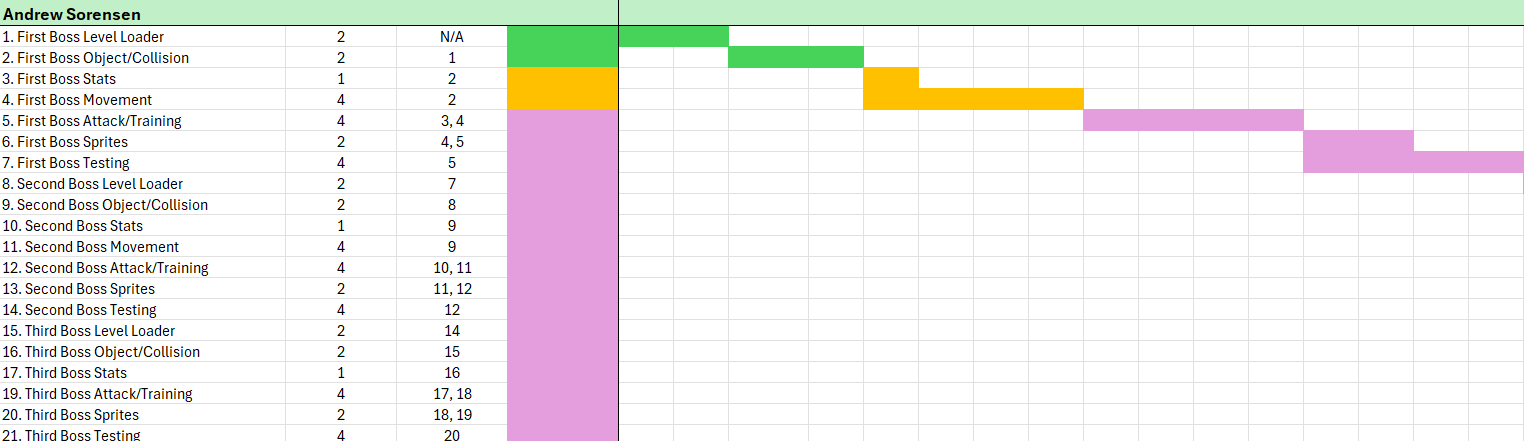 Andrew Sorensen
1. First Boss Level Loader 2 N/A
2. First Boss Object/Collision 2 1
3. First Boss Stats 1 2
4. First Boss Movement 4 2
5. First Boss Attack/Training 4 3, 4
6. First Boss Sprites 2 4, 5
7. First Boss Testing 4 5
8. Second Boss Level Loader 2 7
9. Second Boss Object/Collision 2 8
10. Second Boss Stats 1 9
11. Second Boss Movement 4 9
12. Second Boss Attack/Training 4 10, 11
13. Second Boss Sprites 2 11, 12
14. Second Boss Testing 4 12
15. Third Boss Level Loader 2 14
16. Third Boss Object/Collision 2 15
17. Third Boss Stats 1 16
19. Third Boss Attack/Training 4 17, 18
20. Third Boss Sprites 2 18, 19
21. Third Boss Testing 4 20